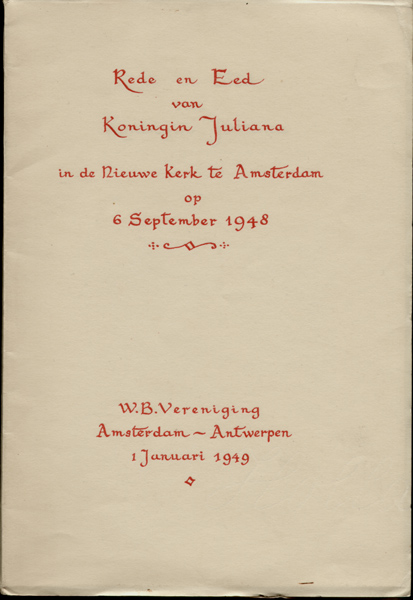 Rede en Eed
van
Koningin Juliana
in de Nieuwe Kerk te Amsterdam
op
6 September 1948
W.B. Vereniging
Amsterdam ~ Antwerpen
1 Januari 1949